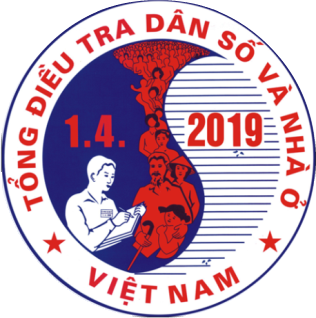 TỔNG ĐIỀU TRA DÂN SỐ VÀ NHÀ Ở
1.4. 2019
VIỆT NAM